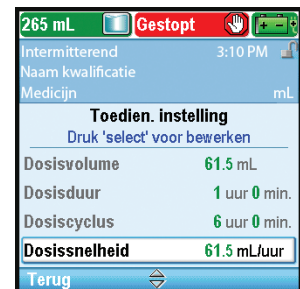 265 mL Gestopt
Intermitterend 3:10 PM
Naam kwalificatie
Medicijn mL
Toedien. instelling
Druk 'select' voor bewerken
Dosisvolume 61.5 mL
Dosisduur 1 uur 0 min.
Dosiscyclus 6 uur 0 min.
Dosissnelheid 61.5 mL/uur
Terug